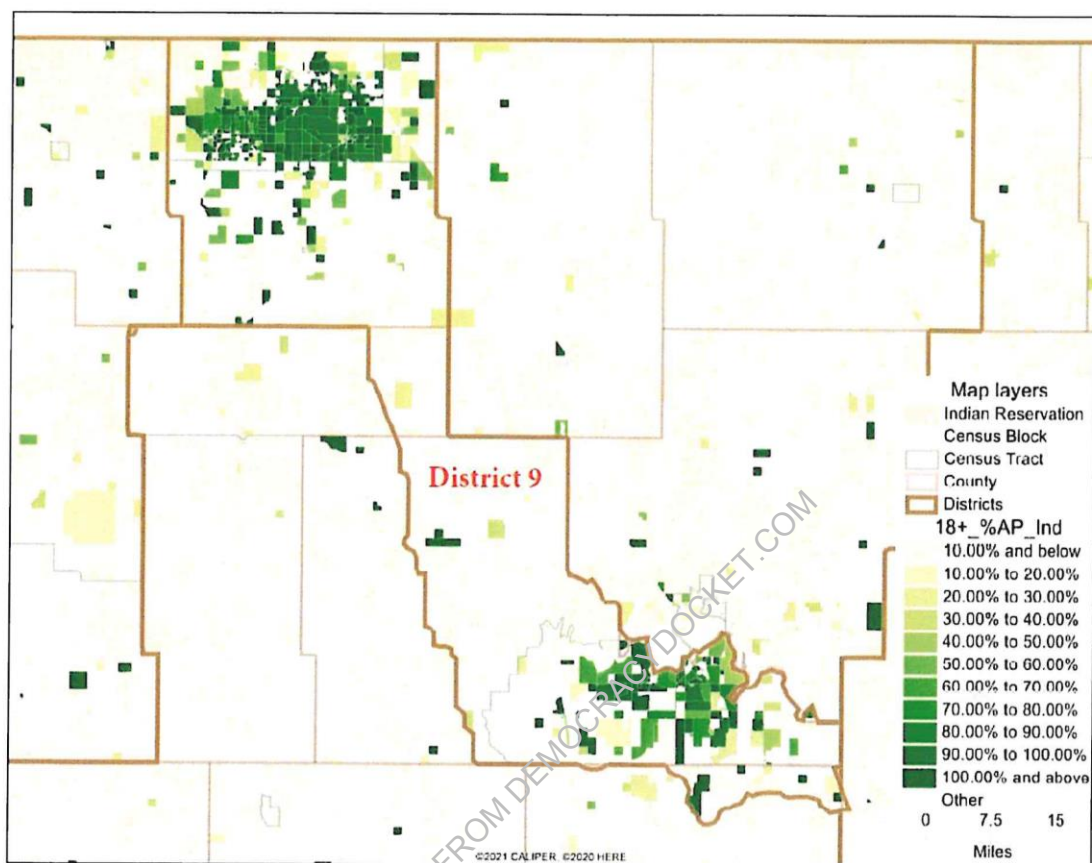 District 9
Map layers
Indian Reservation
Census Block
Census Tract
County
Districts
18+_%AP_Ind
10.00% and below
10.00% to 20.00%
20.00% to 30.00%
30.00% to 40.00%
40.00% to 50.00%
50.00% to 60.00%
60.00% to 70.00%
70.00% to 80.00%
80.00% to 90.00%
90.00% to 100.00%
100.00% and above
Other
0 7.5 15
Miles
FROM DEMOCRACYDOCKET.COM
©2021 CALIPER, ©2020 HERE